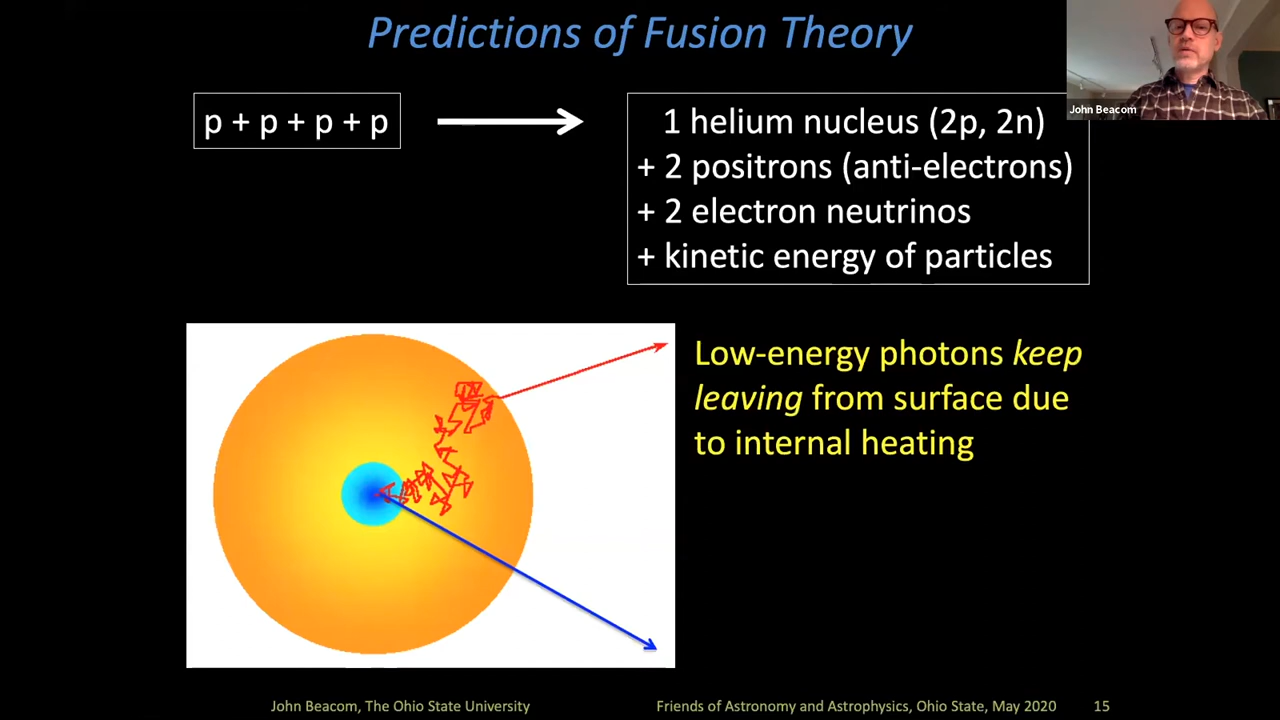 Predictions of Fusion Theory
John Beacom
p + p + p + p
1 helium nucleus (2p, 2n)
+ 2 positrons (anti-electrons)
+ 2 electron neutrinos
+ kinetic energy of particles
Low-energy photons keep
leaving from surface due
to internal heating
John Beacom, The Ohio State University
Friends of Astronomy and Astrophysics, Ohio State, May 2020
15